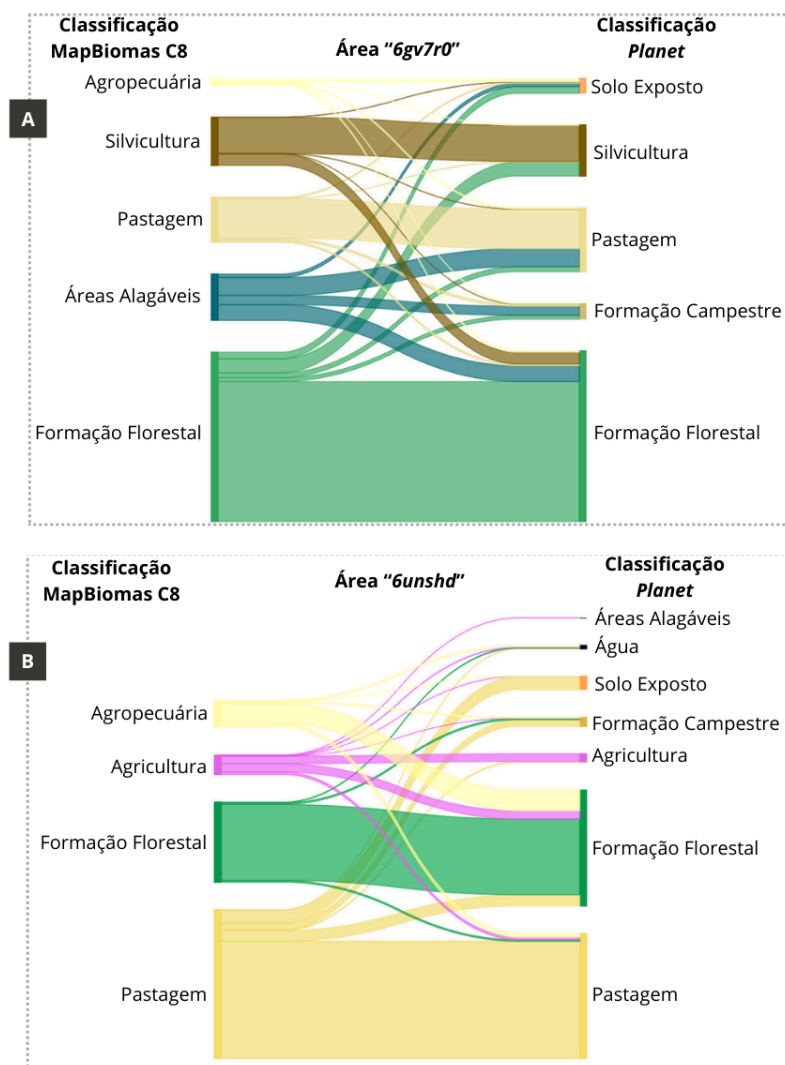 Classificação
MapBiomas C8
Área “6gv7r0”
Classificação
Planet
A
Agropecuária
Silvicultura
Pastagem
Áreas Alagáveis
Formação Florestal
Solo Exposto
Silvicultura
Pastagem
Formação Campestre
Formação Florestal
Classificação
MapBiomas C8
Área “6unshd”
Classificação
Planet
B
Agropecuária
Agricultura
Formação Florestal
Pastagem
Áreas Alagáveis
Água
Solo Exposto
Formação Campestre
Agricultura
Formação Florestal
Pastagem